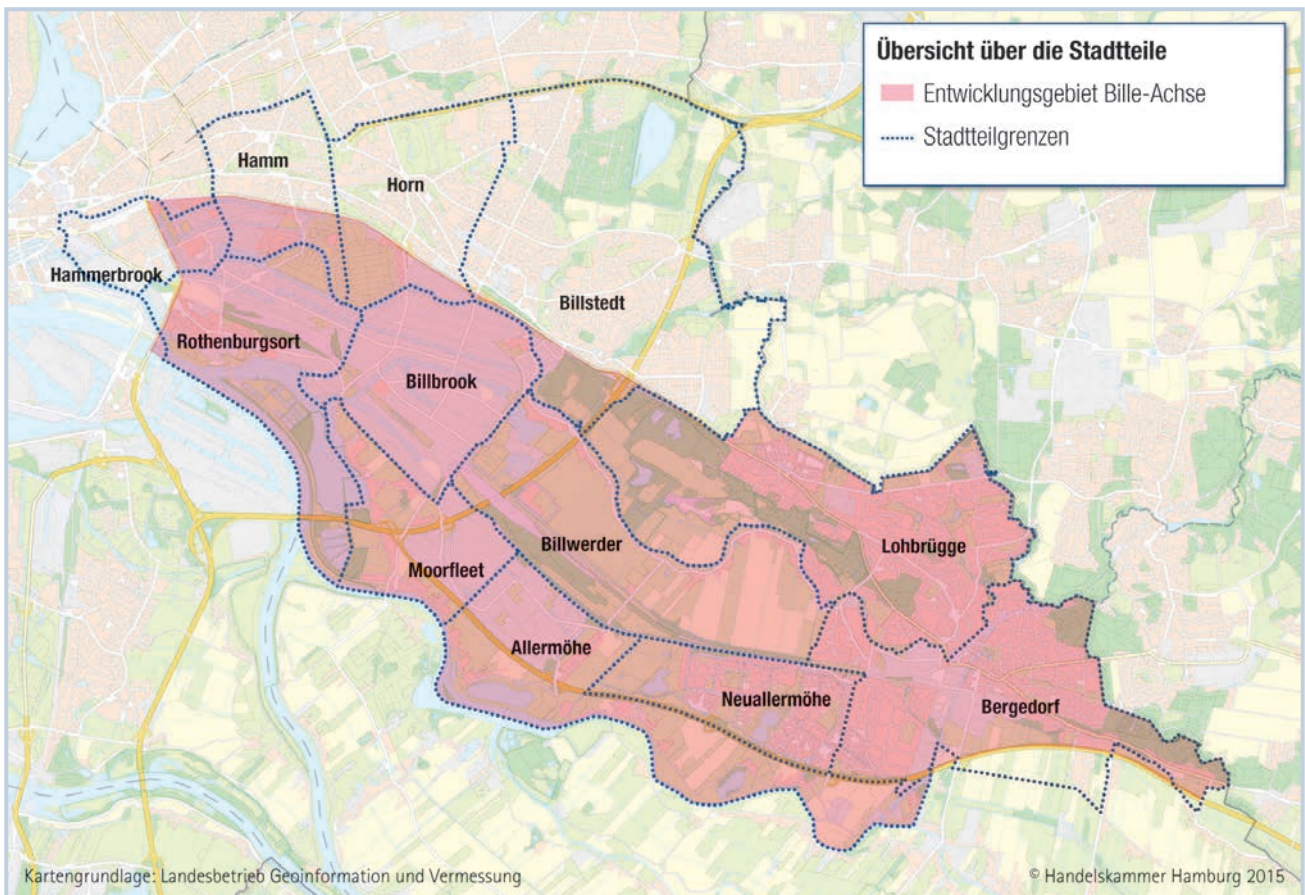 Übersicht über die Stadtteile
Entwicklungsgebiet Bille-Achse
Stadtteilgrenzen
Hamm
Horn
Hammerbrook
Billstedt
Rothenburgsort
Billbrook
Billwerder
Lohbrügge
Moorfleet
Allermöhe
Neuallermöhe
Bergedorf
Kartengrundlage: Landesbetrieb Geoinformation und Vermessung
© Handelskammer Hamburg 2015